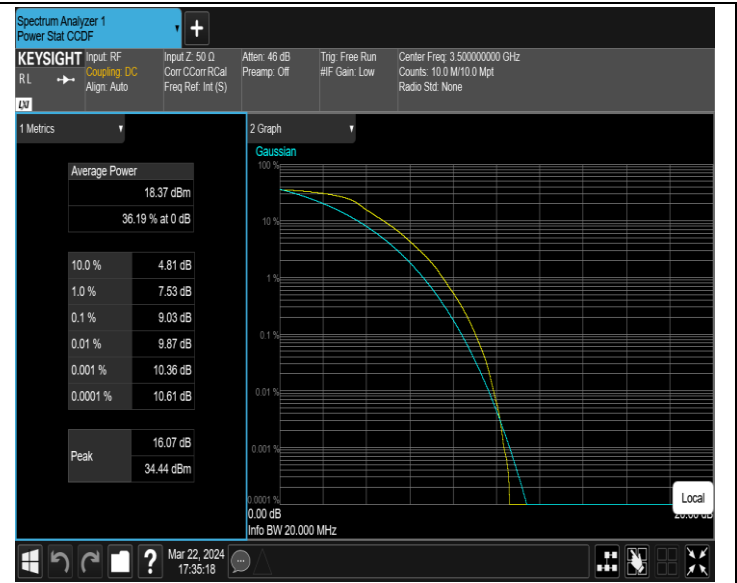 Spectrum Analyzer 1
Power Stat CCDF
KEYSIGHT
R L
LXI
Input: RF
Coupling: DC
Align: Auto
Input Z: 50 Ω
Corr CCorr RCal
Freq Ref: Int (S)
Atten: 46 dB
Preamp: Off
Trig: Free Run
#IF Gain: Low
Center Freq: 3.500000000 GHz
Counts: 10.0 M/10.0 Mpt
Radio Std: None
1 Metrics
Average Power
18.37 dBm
36.19 % at 0 dB
10.0 % 4.81 dB
1.0 % 7.53 dB
0.1 % 9.03 dB
0.01 % 9.87 dB
0.001 % 10.36 dB
0.0001 % 10.61 dB
Peak
16.07 dB
34.44 dBm
2 Graph
Gaussian
100 %
10 %
1 %
0.1 %
0.01 %
0.001 %
0.0001 %
0.00 dB
Info BW 20.000 MHz
Local
?
Mar 22, 2024
17:35:18